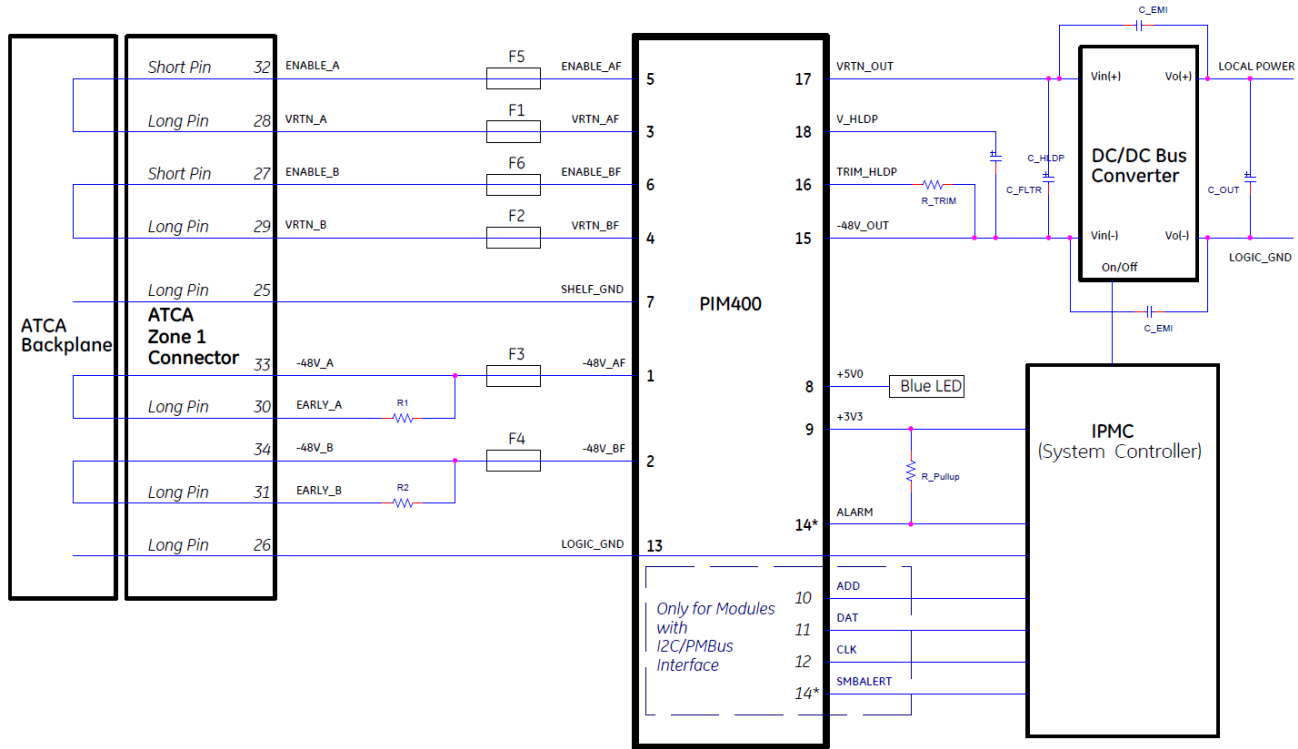 C_EMI
F5
Short Pin 32 ENABLE_A ENABLE_AF 5
17 VRTN_OUT
Vin(+) Vo(+)
LOCAL POWER
F1
Long Pin 28 VRTN_A VRTN_AF 3
18 V_HLDP
DC/DC Bus
Converter
C_HLDP
F6
Short Pin 27 ENABLE_B ENABLE_BF 6
16 TRIM_HLDP
R_TRIM
C_FLTR
C_OUT
F2
Long Pin 29 VRTN_B VRTN_BF 4
15 -48V_OUT
Vin(-) Vo(-)
LOGIC_GND
On/Off
Long Pin 25 SHELF_GND 7
PIM400
ATCA
Backplane
ATCA
Zone 1
Connector
C_EMI
F3
33 -48V_A -48V_AF 1
8 +5V0
Blue LED
Long Pin 30 EARLY_A R1
9 +3V3
IPMC
(System Controller)
F4
34 -48V_B -48V_BF 2
R_Pullup
Long Pin 31 EARLY_B R2
14* ALARM
Long Pin 26 LOGIC_GND 13
Only for Modules
with
I2C/PMBus
Interface
10 ADD
11 DAT
12 CLK
14* SMBALERT